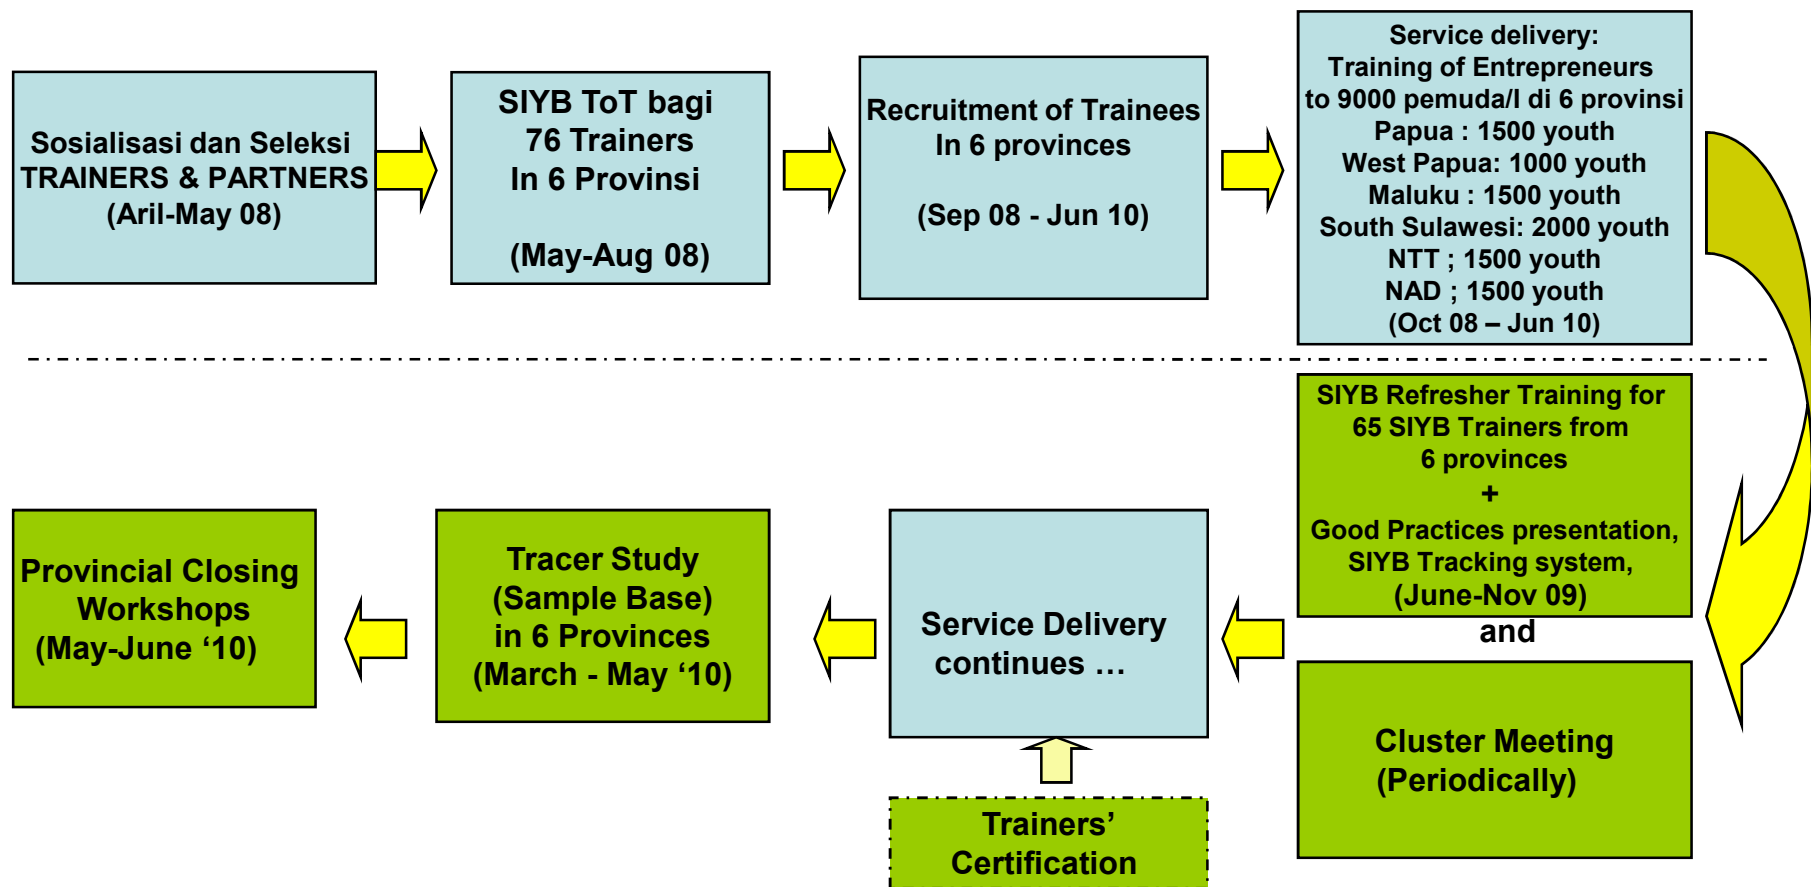 Sosialisasi dan Seleksi
TRAINERS & PARTNERS
(Aril-May 08)
SIYB ToT bagi
76 Trainers
In 6 Provinsi
(May-Aug 08)
Recruitment of Trainees
In 6 provinces
(Sep 08 - Jun 10)
Service delivery:
Training of Entrepreneurs
to 9000 pemuda/I di 6 provinsi
Papua : 1500 youth
West Papua: 1000 youth
Maluku : 1500 youth
South Sulawesi: 2000 youth
NTT ; 1500 youth
NAD ; 1500 youth
(Oct 08 – Jun 10)
SIYB Refresher Training for
65 SIYB Trainers from
6 provinces
+
Good Practices presentation,
SIYB Tracking system,
(June-Nov 09)
and
Cluster Meeting
(Periodically)
Service Delivery
continues …
Trainers’
Certification
Tracer Study
(Sample Base)
in 6 Provinces
(March - May ‘10)
Provincial Closing
Workshops
(May-June ‘10)